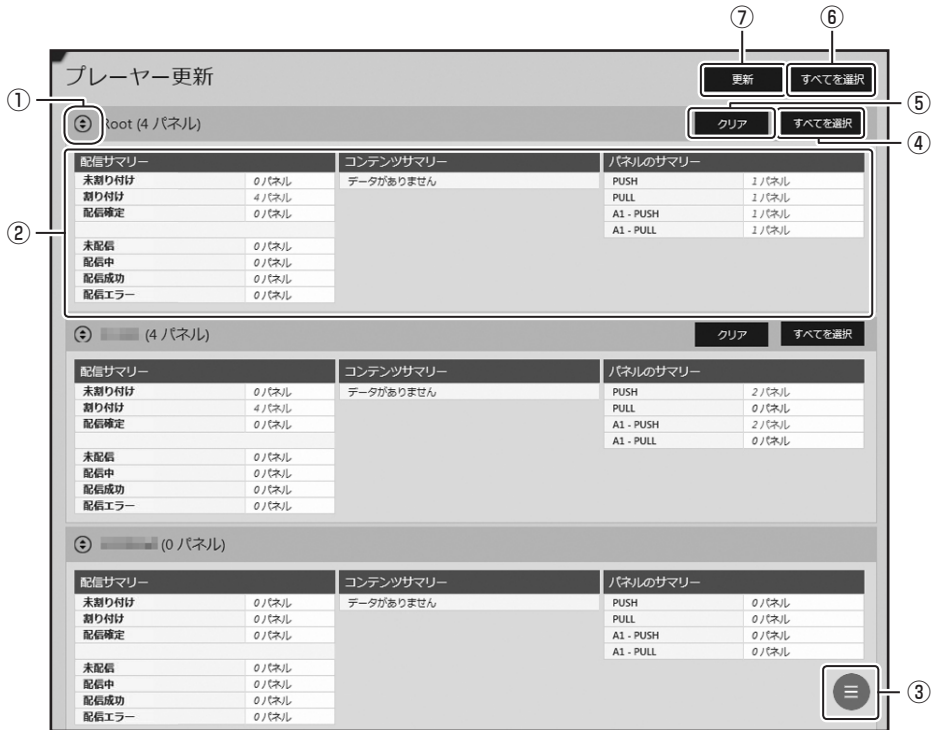 ⑦ ⑥
プレーヤー更新 更新 すべてを選択
① ⑤
Root (4 パネル) クリア すべてを選択
④
配信サマリー コンテンツサマリー パネルのサマリー
未割り付け 0 パネル データがありません PUSH 1 パネル
割り付け 4 パネル PULL 1 パネル
配信確定 0 パネル A1 - PUSH 1 パネル
② A1 - PULL 1 パネル
未配信 0 パネル
配信中 0 パネル
配信成功 0 パネル
配信エラー 0 パネル
(4 パネル) クリア すべてを選択
配信サマリー コンテンツサマリー パネルのサマリー
未割り付け 0 パネル データがありません PUSH 2 パネル
割り付け 4 パネル PULL 0 パネル
配信確定 0 パネル A1 - PUSH 2 パネル
A1 - PULL 0 パネル
未配信 0 パネル
配信中 0 パネル
配信成功 0 パネル
配信エラー 0 パネル
(0 パネル)
配信サマリー コンテンツサマリー パネルのサマリー
未割り付け 0 パネル データがありません PUSH 0 パネル
割り付け 0 パネル PULL 0 パネル
配信確定 0 パネル A1 - PUSH 0 パネル
A1 - PULL 0 パネル
未配信 0 パネル
配信中 0 パネル
③
配信成功 0 パネル
配信エラー 0 パネル